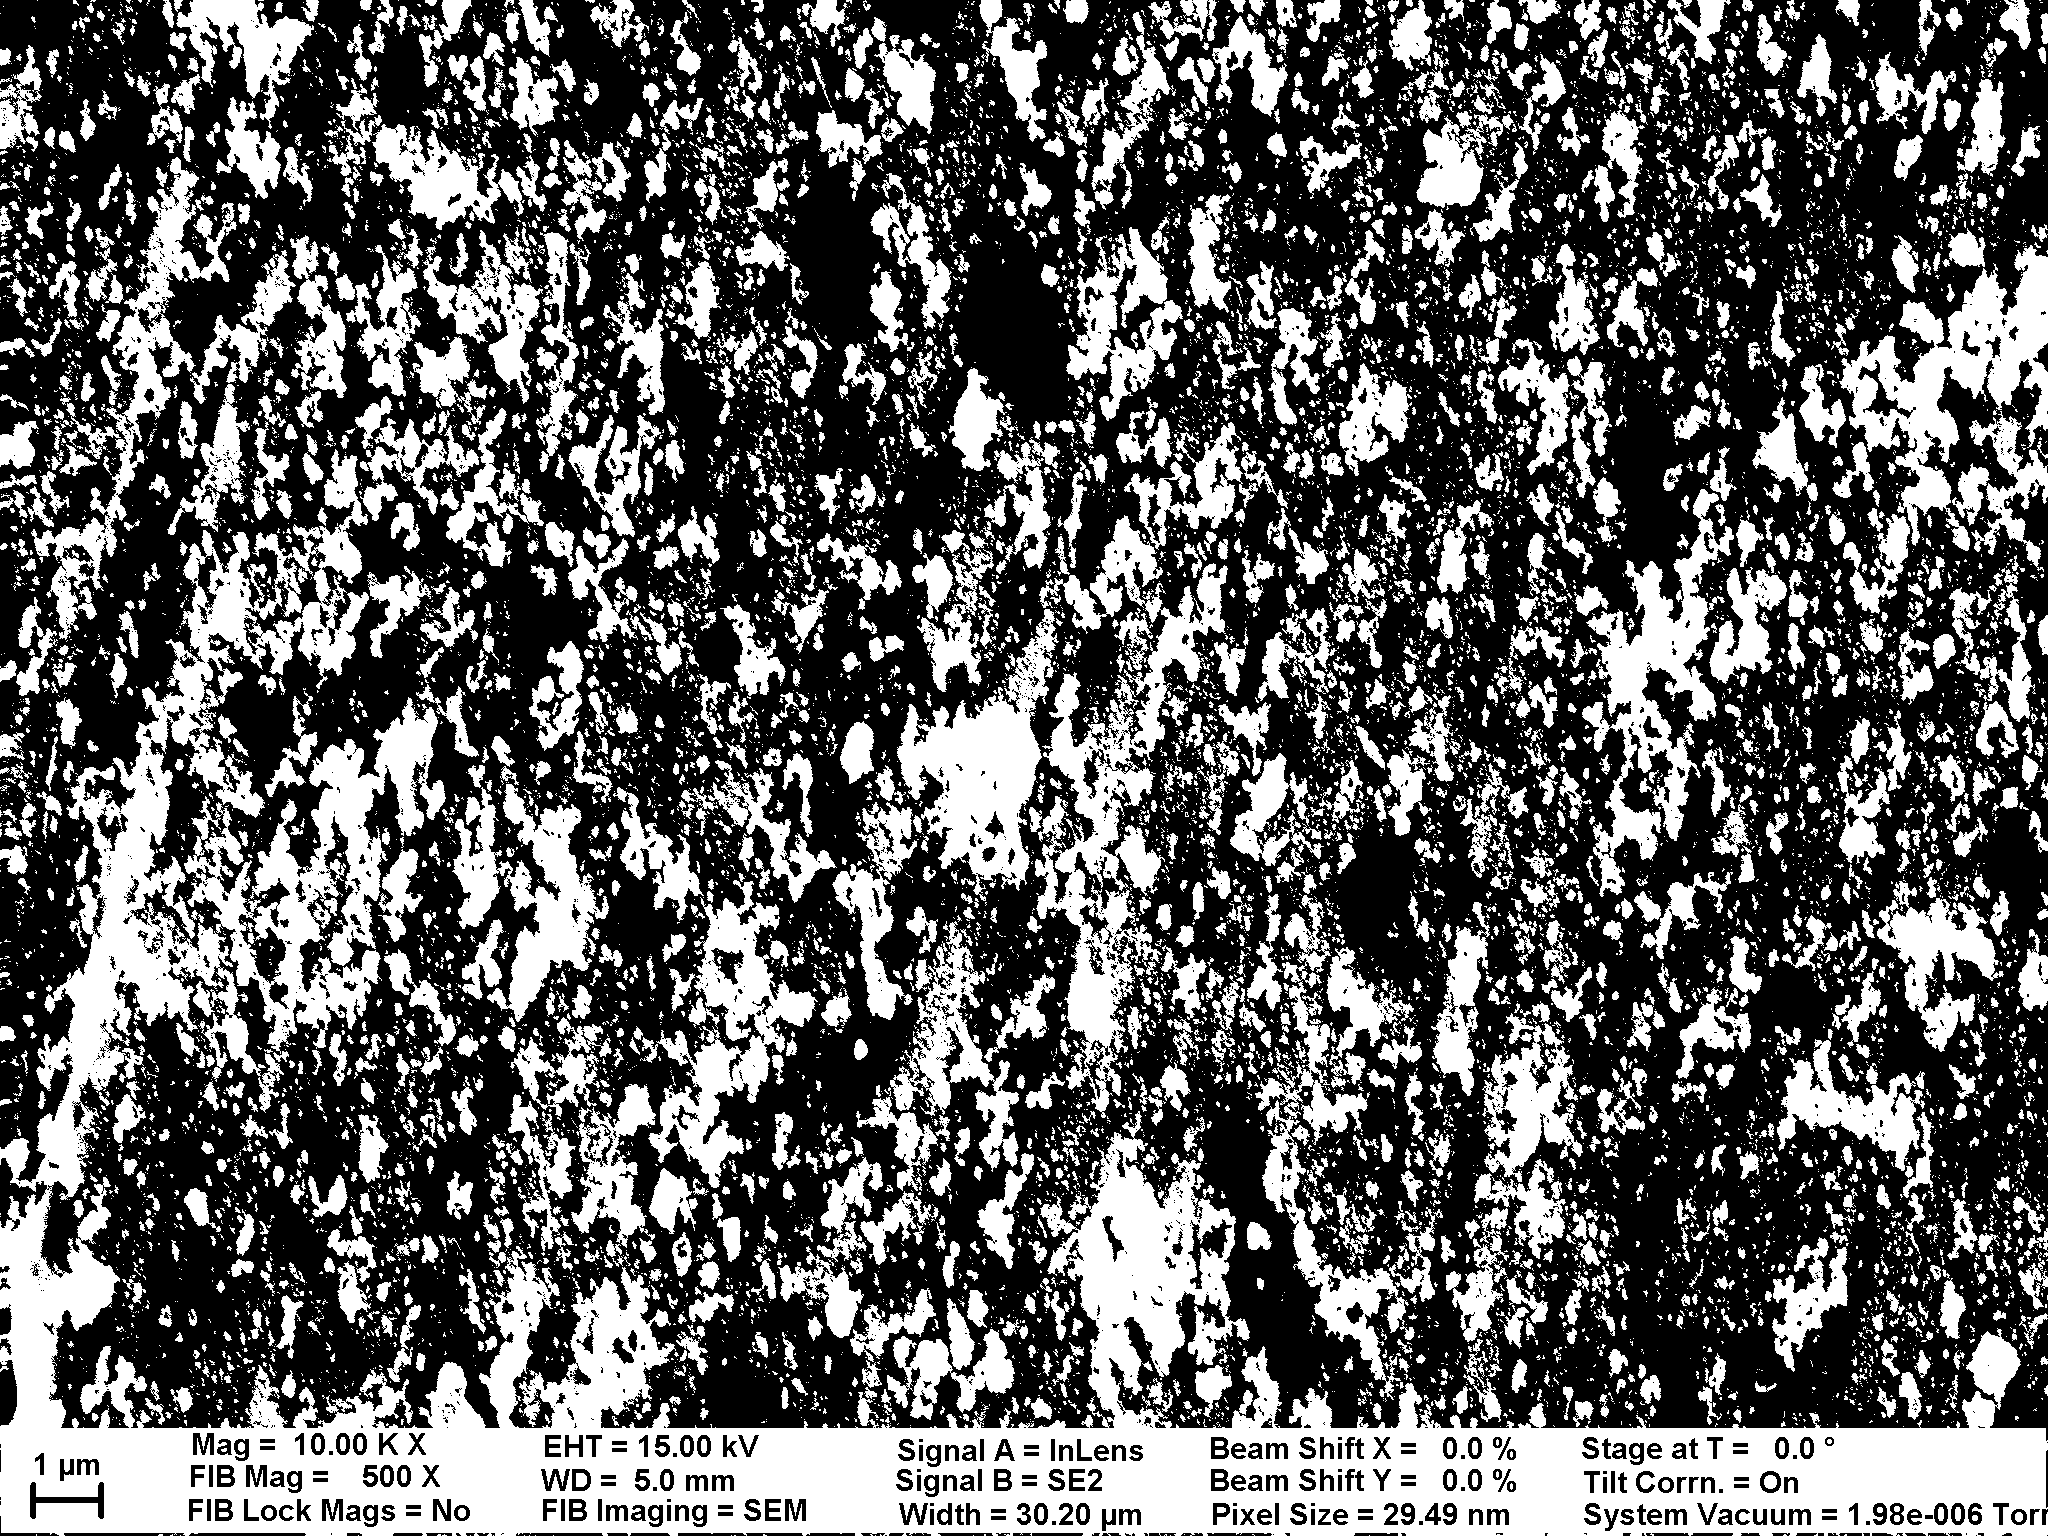 1 µm
Mag = 10.00 K X
FIB Mag = 500 X
FIB Lock Mags = No
EHT = 15.00 kV
WD = 5.0 mm
FIB Imaging = SEM
Signal A = InLens
Signal B = SE2
Width = 30.20 µm
Beam Shift X = 0.0 %
Beam Shift Y = 0.0 %
Pixel Size = 29.49 nm
Stage at T = 0.0 °
Tilt Corrn. = On
System Vacuum = 1.98e-006 Torr